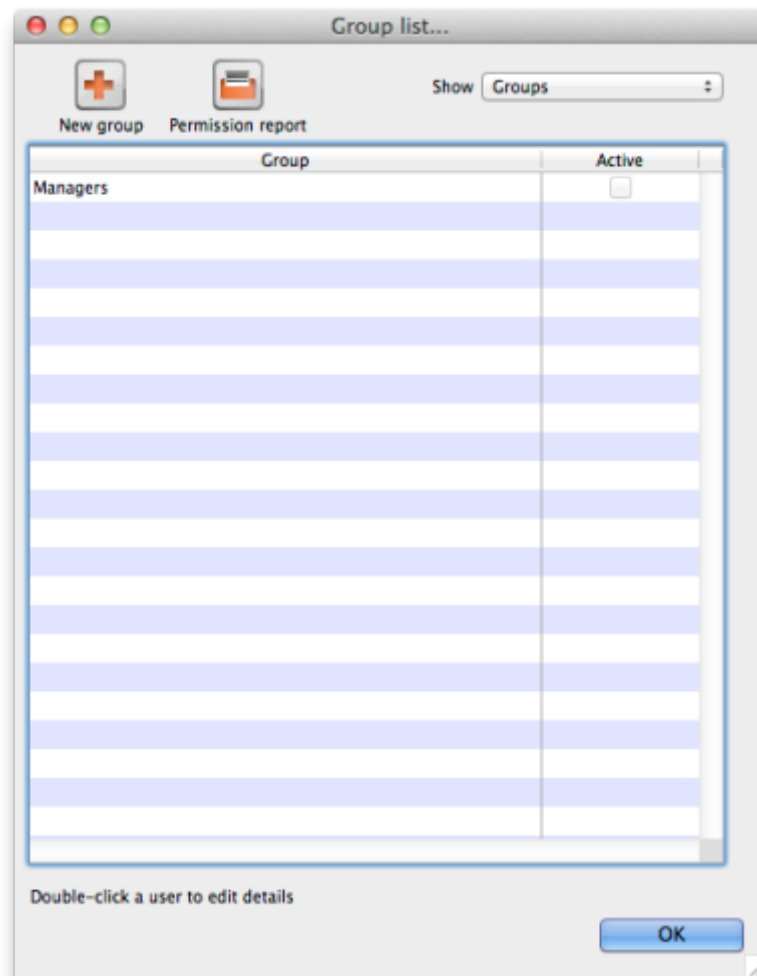 Group list...
Show Groups
New group Permission report
Group Active
Managers
Double-click a user to edit details
OK